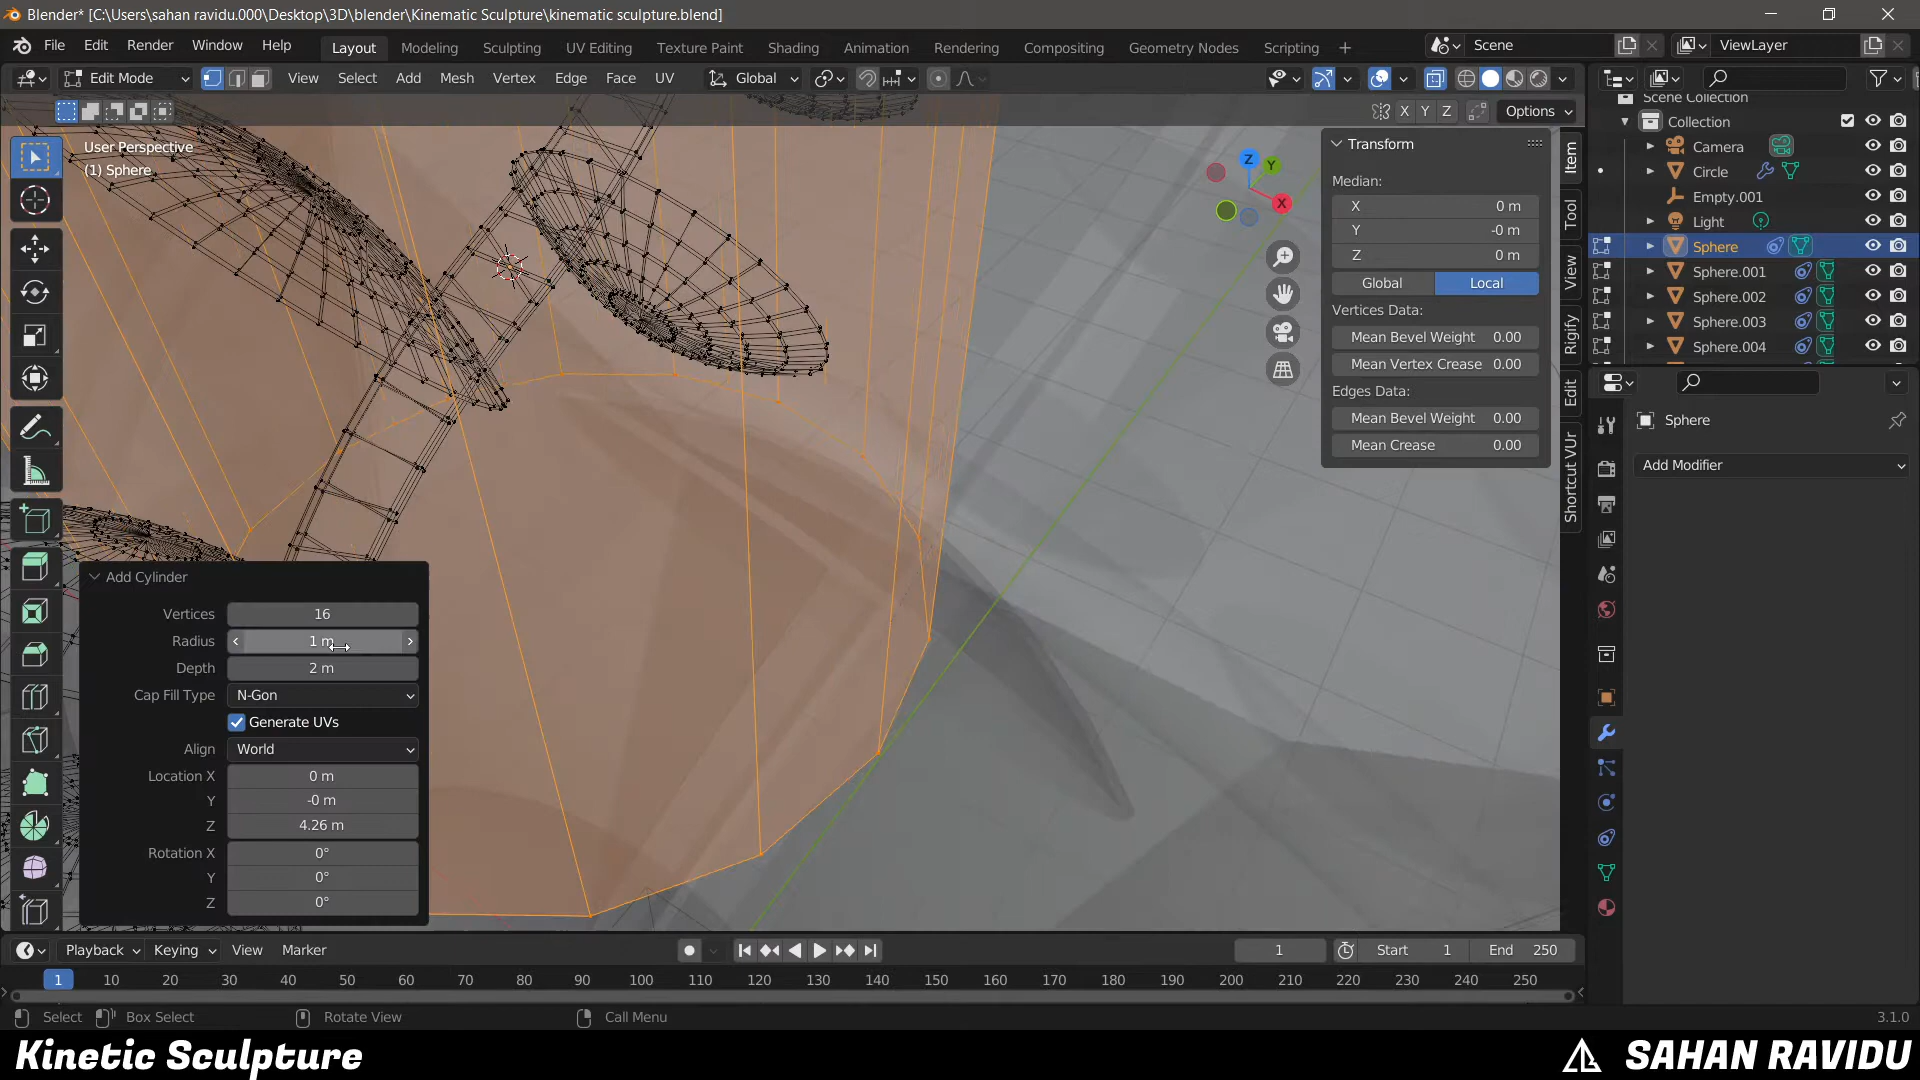 Blender* [C:\Users\sahan ravidu.000\Desktop\3D\blender\Kinematic Sculpture\kinematic sculpture.blend]
File Edit Render Window Help Layout Modeling Sculpting UV Editing Texture Paint Shading Animation Rendering Compositing Geometry Nodes Scripting Scene ViewLayer
Edit Mode View Select Add Mesh Vertex Edge Face UV Global
X Y Z Options
User Perspective
(1) Sphere
Z Y X
Transform
Median:
X 0 m
Y -0 m
Z 0 m
Global Local
Vertices Data:
Mean Bevel Weight 0.00
Mean Vertex Crease 0.00
Edges Data:
Mean Bevel Weight 0.00
Mean Crease 0.00
Item
Tool
View
Rigify
Edit
Shortcut VUr
Scene Collection
Collection
Camera
Circle
Empty.001
Light
Sphere
Sphere.001
Sphere.002
Sphere.003
Sphere.004
Sphere
Add Modifier
Add Cylinder
Vertices 16
Radius 1 m
Depth 2 m
Cap Fill Type N-Gon
Generate UVs
Align World
Location X 0 m
Y -0 m
Z 4.26 m
Rotation X 0°
Y 0°
Z 0°
Playback Keying View Marker 1 Start 1 End 250
1 10 20 30 40 50 60 70 80 90 100 110 120 130 140 150 160 170 180 190 200 210 220 230 240 250
Select Box Select Rotate View Call Menu 3.1.0
Kinetic Sculpture SAHAN RAVIDU